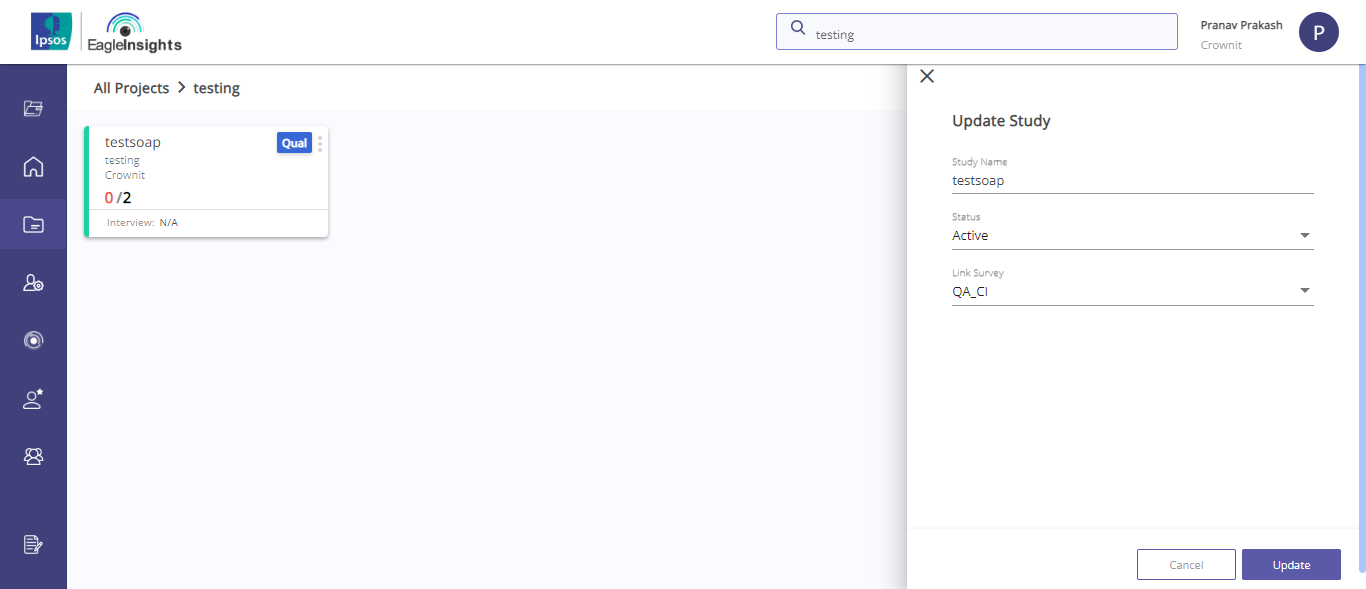 Ipsos
EagleInsights
testing
Pranav Prakash
Crownit
P
All Projects > testing
testsoap
Qual
testing
Crownit
0/2
Interview: N/A
Update Study
Study Name
testsoap
Status
Active
Link Survey
QA_CI
Cancel
Update